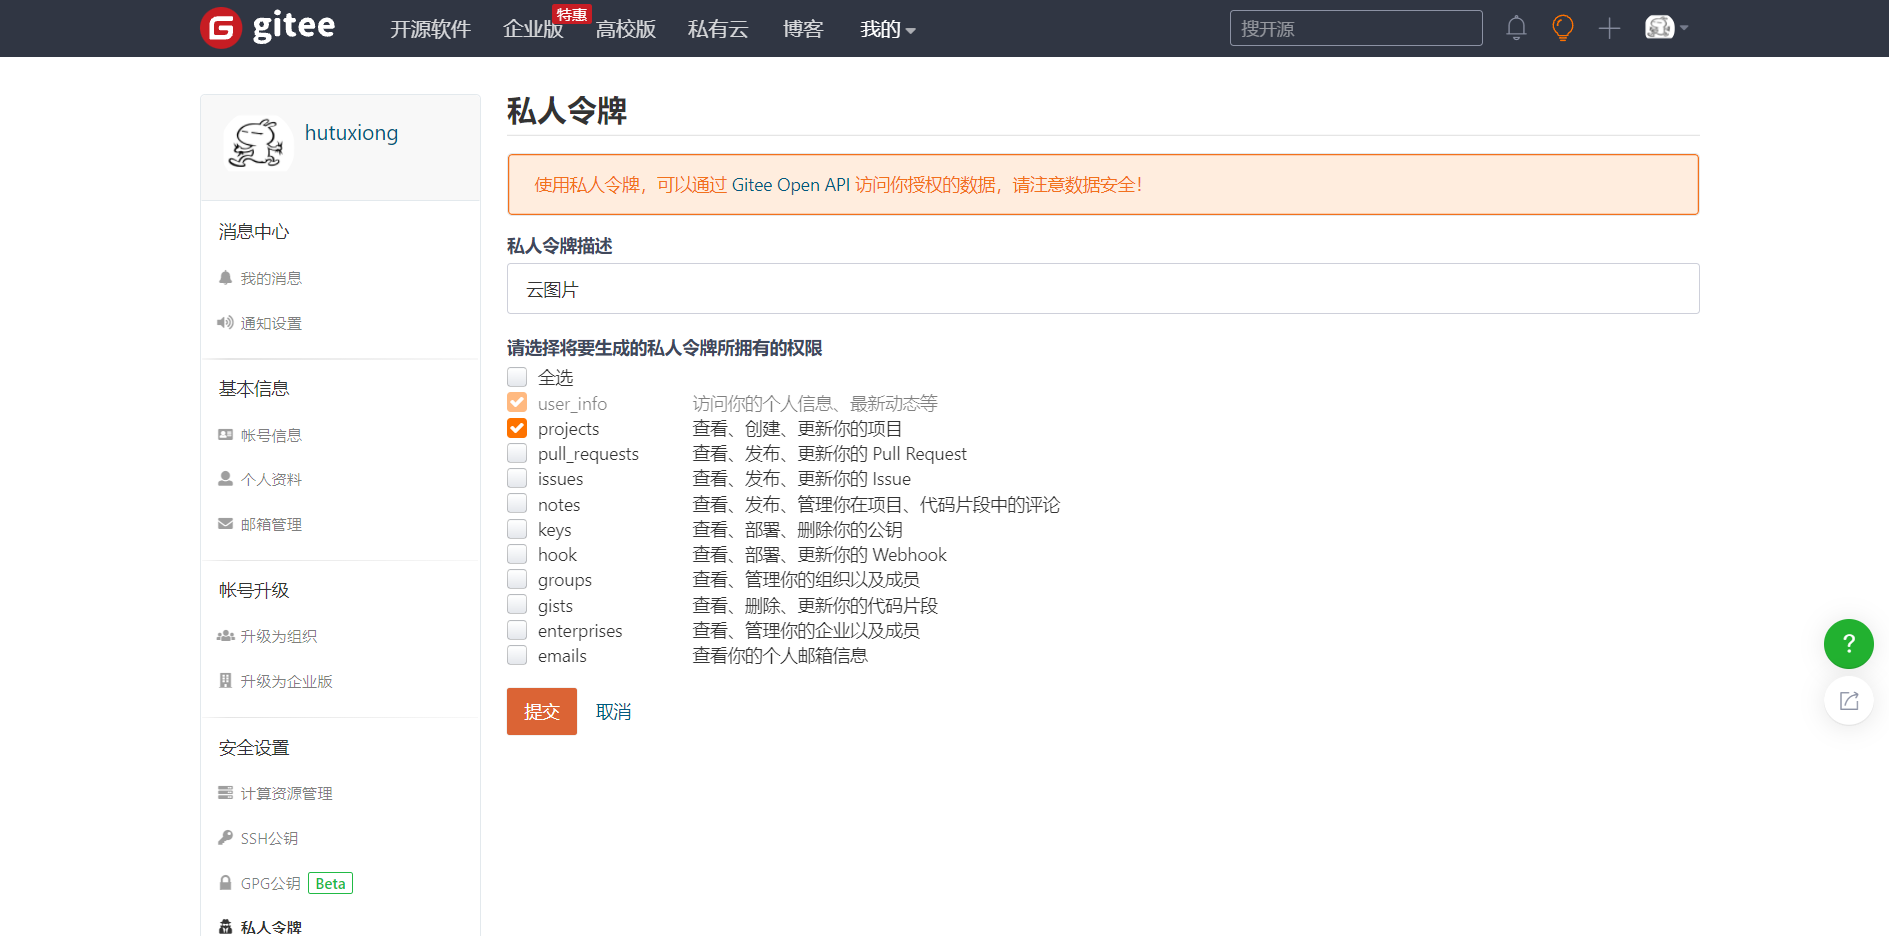 gitee 开源软件 企业版 特惠 高校版 私有云 博客 我的 搜开源
hutuxiong
消息中心
我的消息
通知设置
基本信息
帐号信息
个人资料
邮箱管理
帐号升级
升级为组织
升级为企业版
安全设置
计算资源管理
SSH公钥
GPG公钥 Beta
私人令牌
私人令牌
使用私人令牌，可以通过 Gitee Open API 访问你授权的数据，请注意数据安全！
私人令牌描述
云图片
请选择将要生成的私人令牌所拥有的权限
全选
user_info 访问你的个人信息、最新动态等
projects 查看、创建、更新你的项目
pull_requests 查看、发布、更新你的 Pull Request
issues 查看、发布、更新你的 Issue
notes 查看、发布、管理你在项目、代码片段中的评论
keys 查看、部署、删除你的公钥
hook 查看、部署、更新你的 Webhook
groups 查看、管理你的组织以及成员
gists 查看、删除、更新你的代码片段
enterprises 查看、管理你的企业以及成员
emails 查看你的个人邮箱信息
提交 取消
?